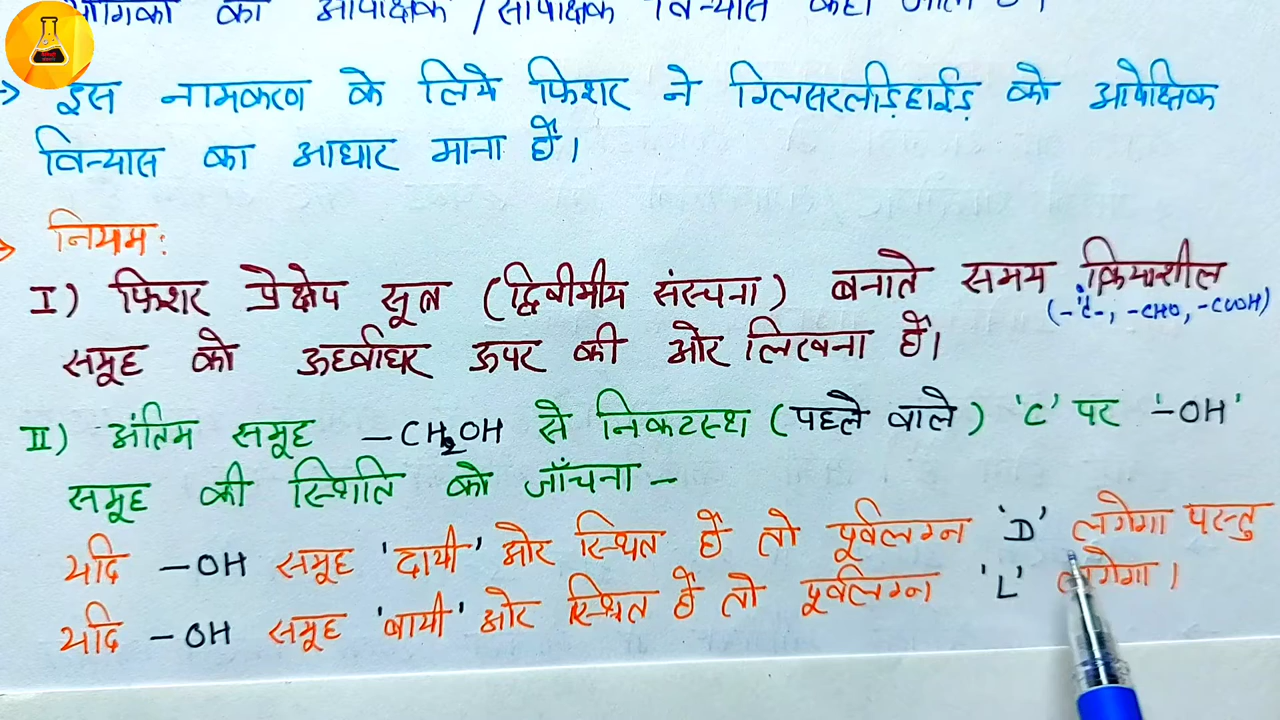 का आपेक्षिक / सापेक्षिक विन्यास कहा जाता है।
→ इस नामकरण के लिये फिशर ने ग्लिसरलीड़िहाईड़ को आपेक्षिक
विन्यास का आधार माना है।
→ नियम:
I) फिशर प्रेक्षेप सूत्र (द्विवीमीय संरचना) बनाते समय क्रियाशील
(-C-, -CHO, -COOH)
समूह को ऊर्ध्वाधर ऊपर की ओर लिखना है।
II) अंतिम समूह -CH2OH से निकटस्थ (पहले वाले) 'C' पर '-OH'
समूह की स्थिति को जाँचना -
यदि -OH समूह 'दायी' ओर स्थित है तो पूर्वलग्न 'D' लगेगा परन्तु
यदि -OH समूह 'बायी' ओर स्थित है तो पूर्वलग्न 'L' लगेगा।